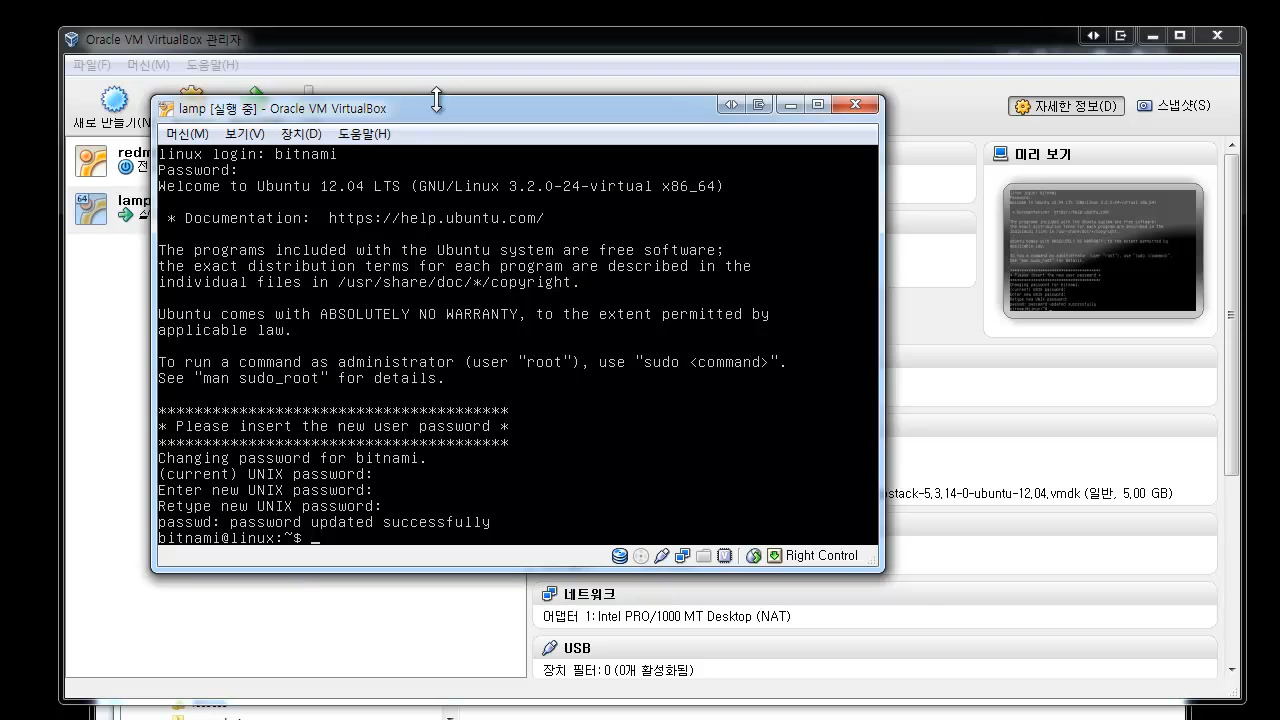 Oracle VM VirtualBox 관리자
파일(F) 머신(M) 도움말(H)
새로 만들기(N
자세한 정보(D) 스냅샷(S)
redm
전
64 lamp
lamp [실행 중] - Oracle VM VirtualBox
머신(M) 보기(V) 장치(D) 도움말(H)
linux login: bitnami
Password:
Welcome to Ubuntu 12.04 LTS (GNU/Linux 3.2.0-24-virtual x86_64)
* Documentation: https://help.ubuntu.com/
The programs included with the Ubuntu system are free software;
the exact distribution terms for each program are described in the
individual files in /usr/share/doc/*/copyright.
Ubuntu comes with ABSOLUTELY NO WARRANTY, to the extent permitted by
applicable law.
To run a command as administrator (user "root"), use "sudo <command>".
See "man sudo_root" for details.
***************************************
* Please insert the new user password *
***************************************
Changing password for bitnami.
(current) UNIX password:
Enter new UNIX password:
Retype new UNIX password:
passwd: password updated successfully
bitnami@linux:~$ _
Right Control
미리 보기
stack-5,3,14-0-ubuntu-12,04,vmdk (일반, 5,00 GB)
네트워크
어댑터 1: Intel PRO/1000 MT Desktop (NAT)
USB
장치 필터: 0 (0개 활성화됨)